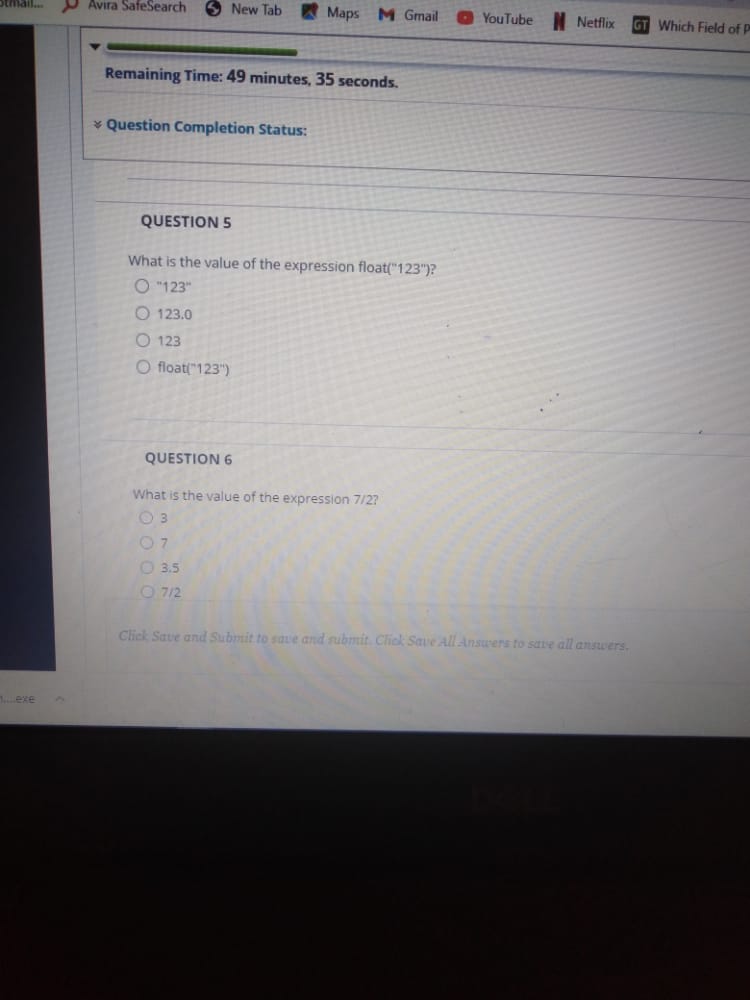 Avira SafeSearch New Tab Maps Gmail YouTube Netflix GT Which Field of P
Remaining Time: 49 minutes, 35 seconds.
Question Completion Status:
QUESTION 5
What is the value of the expression float("123")?
"123"
123.0
123
float("123")
QUESTION 6
What is the value of the expression 7/2?
3
7
3.5
7/2
Click Save and Submit to save and submit. Click Save All Answers to save all answers.
....exe
DELL